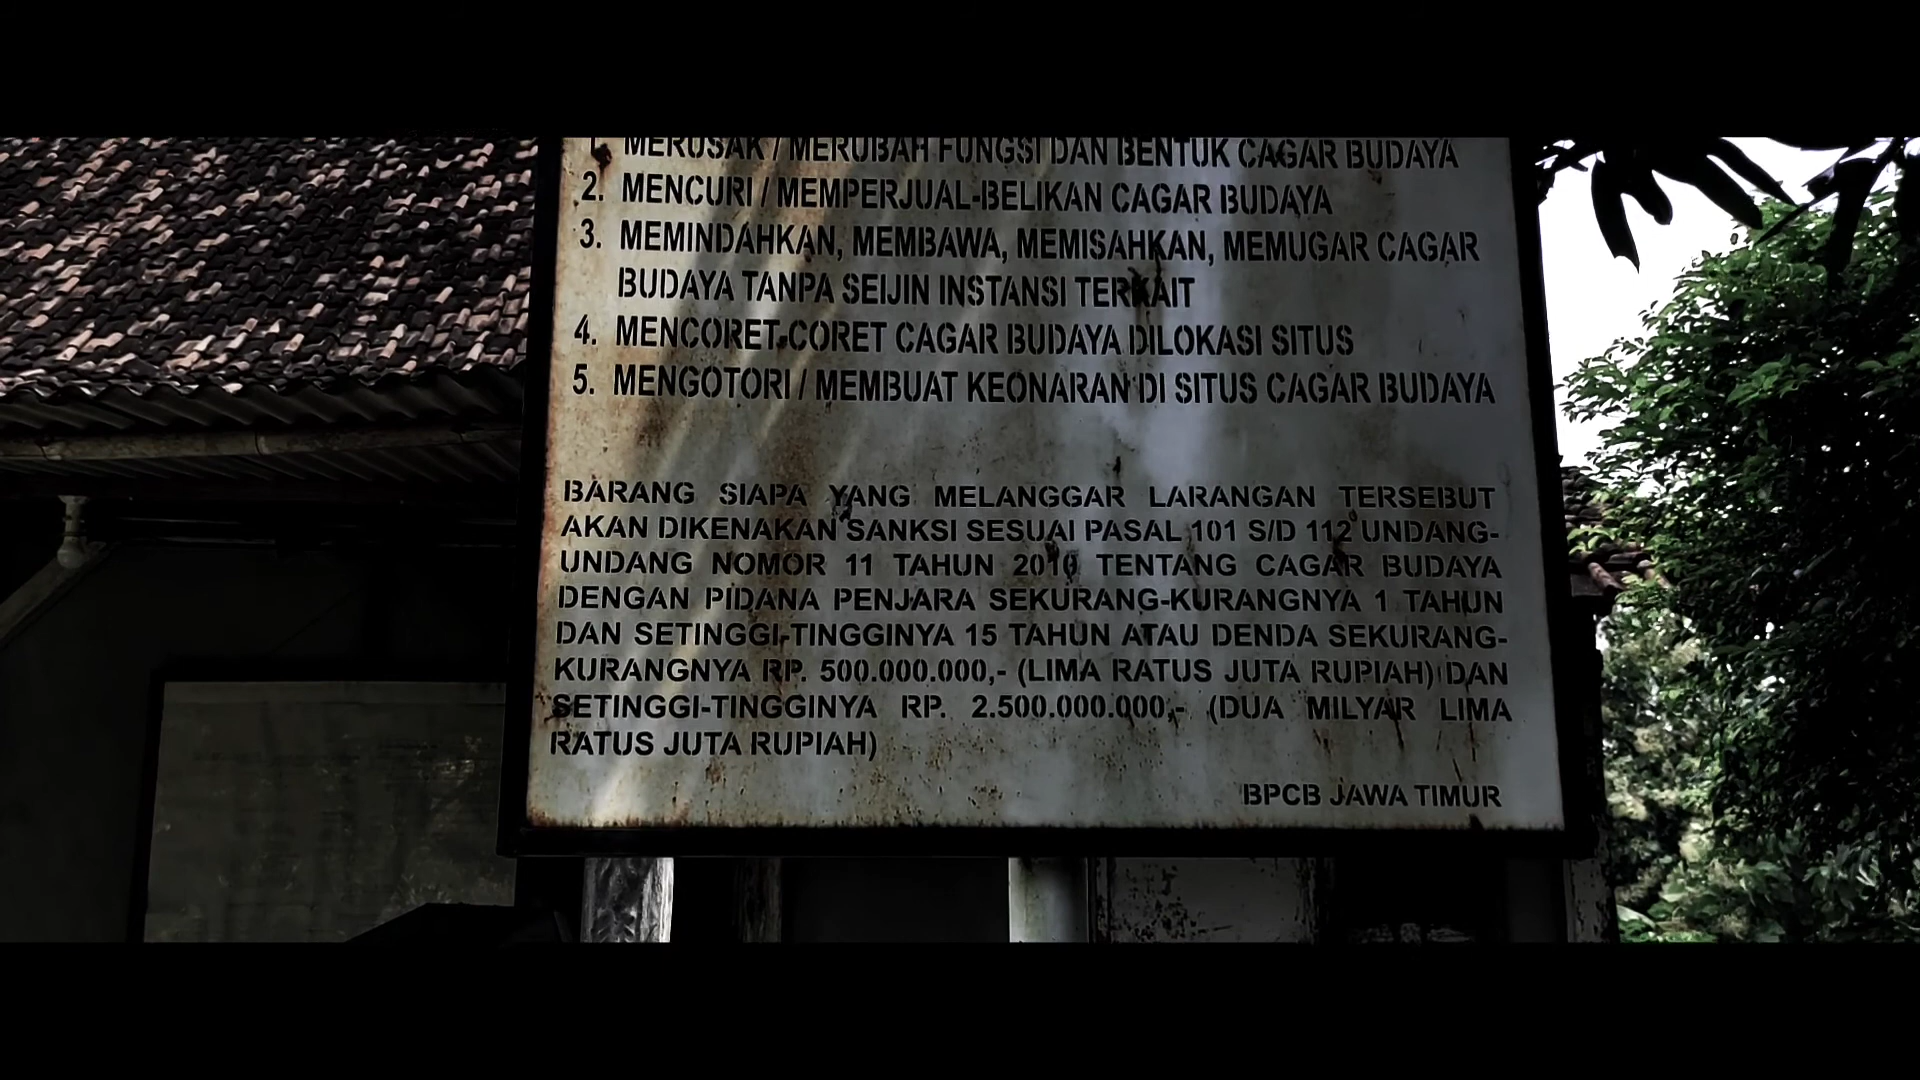 1. MERUSAK / MERUBAH FUNGSI DAN BENTUK CAGAR BUDAYA
2. MENCURI / MEMPERJUAL-BELIKAN CAGAR BUDAYA
3. MEMINDAHKAN, MEMBAWA, MEMISAHKAN, MEMUGAR CAGAR
BUDAYA TANPA SEIJIN INSTANSI TERKAIT
4. MENCORET-CORET CAGAR BUDAYA DILOKASI SITUS
5. MENGOTORI / MEMBUAT KEONARAN DI SITUS CAGAR BUDAYA
BARANG SIAPA YANG MELANGGAR LARANGAN TERSEBUT
AKAN DIKENAKAN SANKSI SESUAI PASAL 101 S/D 112 UNDANG-
UNDANG NOMOR 11 TAHUN 2010 TENTANG CAGAR BUDAYA
DENGAN PIDANA PENJARA SEKURANG-KURANGNYA 1 TAHUN
DAN SETINGGI-TINGGINYA 15 TAHUN ATAU DENDA SEKURANG-
KURANGNYA RP. 500.000.000,- (LIMA RATUS JUTA RUPIAH) DAN
SETINGGI-TINGGINYA RP. 2.500.000.000,- (DUA MILYAR LIMA
RATUS JUTA RUPIAH)
BPCB JAWA TIMUR